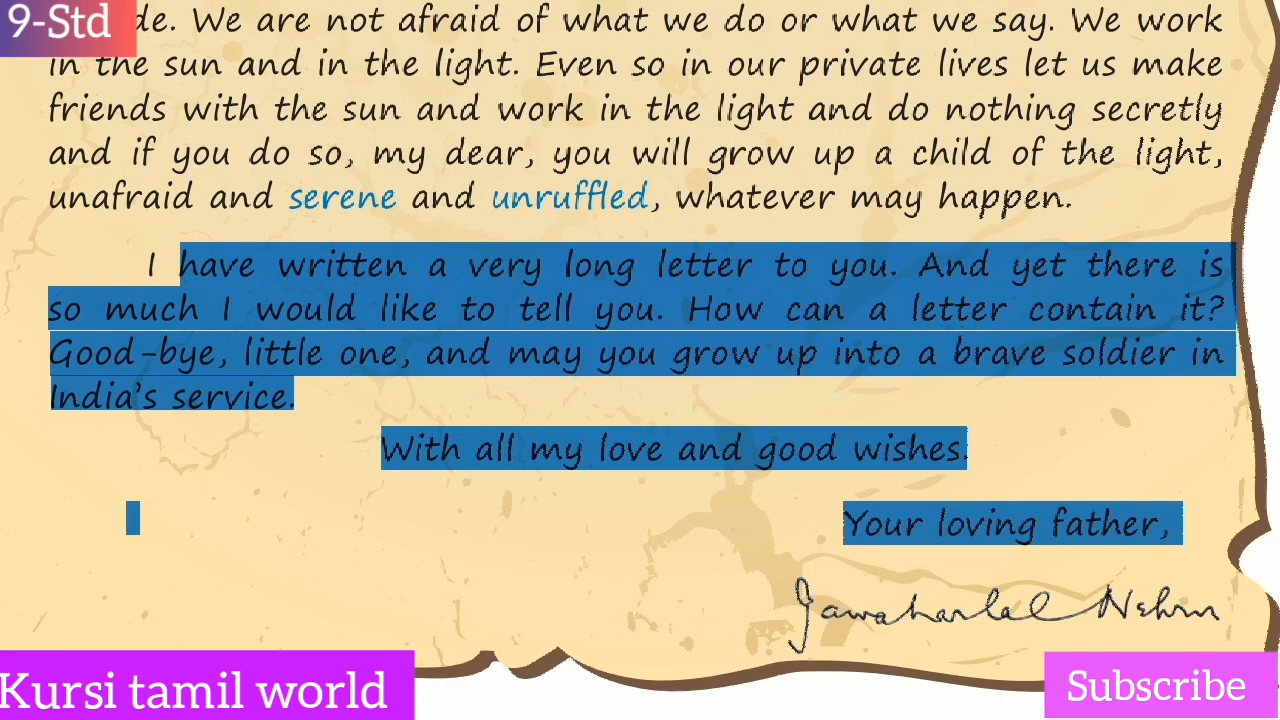 9-Std
de. We are not afraid of what we do or what we say. We work
in the sun and in the light. Even so in our private lives let us make
friends with the sun and work in the light and do nothing secretly
and if you do so, my dear, you will grow up a child of the light,
unafraid and serene and unruffled, whatever may happen.
I have written a very long letter to you. And yet there is
so much I would like to tell you. How can a letter contain it?
Good-bye, little one, and may you grow up into a brave soldier in
India's service.
With all my love and good wishes.
Your loving father,
Jawaharlal Nehru
Kursi tamil world
Subscribe